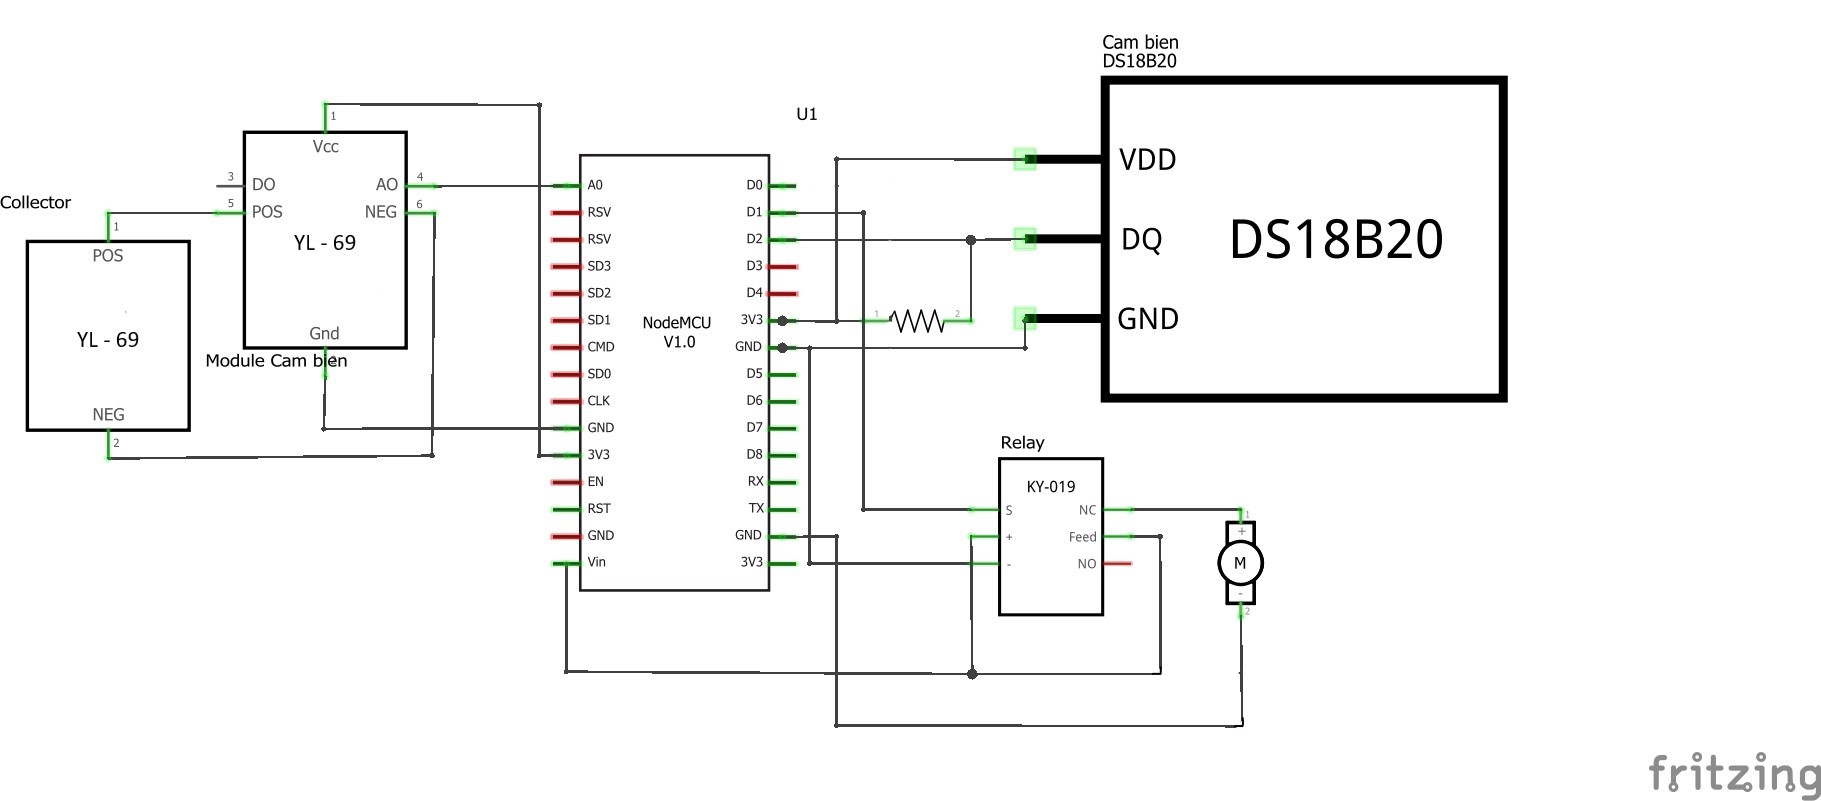 Cam bien
DS18B20
U1
1
Vcc
3
DO
AO
4
5
POS
NEG
6
YL - 69
Gnd
Module Cam bien
Collector
1
POS
YL - 69
NEG
2
A0
RSV
RSV
SD3
SD2
SD1
CMD
SD0
CLK
GND
3V3
EN
RST
GND
Vin
NodeMCU
V1.0
D0
D1
D2
D3
D4
3V3
GND
D5
D6
D7
D8
RX
TX
GND
3V3
1
2
VDD
DQ
GND
DS18B20
Relay
KY-019
S
+
-
NC
Feed
NO
1
+
M
-
2
fritzing